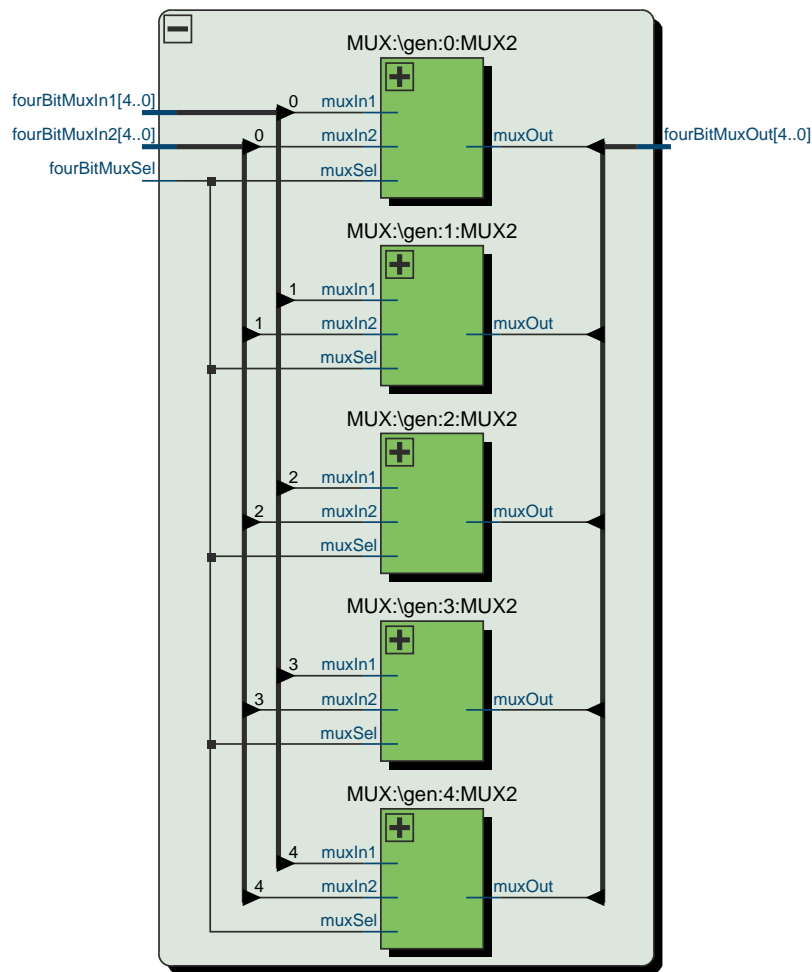 MUX:\gen:0:MUX2
fourBitMuxIn1[4..0]
0
muxIn1
fourBitMuxIn2[4..0]
0
muxIn2
muxOut
fourBitMuxOut[4..0]
fourBitMuxSel
muxSel
MUX:\gen:1:MUX2
1
muxIn1
1
muxIn2
muxOut
muxSel
MUX:\gen:2:MUX2
2
muxIn1
2
muxIn2
muxOut
muxSel
MUX:\gen:3:MUX2
3
muxIn1
3
muxIn2
muxOut
muxSel
MUX:\gen:4:MUX2
4
muxIn1
4
muxIn2
muxOut
muxSel